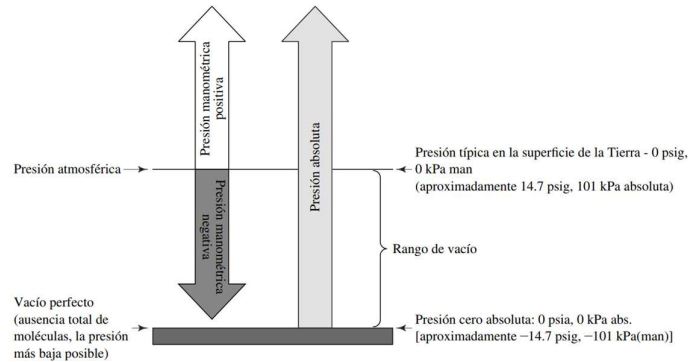 Presión manométrica
positiva
Presión absoluta
Presión manométrica
negativa
Presión atmosférica
Presión típica en la superficie de la Tierra - 0 psig,
0 kPa man
(aproximadamente 14.7 psig, 101 kPa absoluta)
Rango de vacío
Vacío perfecto
(ausencia total de
moléculas, la presión
más baja posible)
Presión cero absoluta: 0 psia, 0 kPa abs.
[aproximadamente −14.7 psig, −101 kPa(man)]